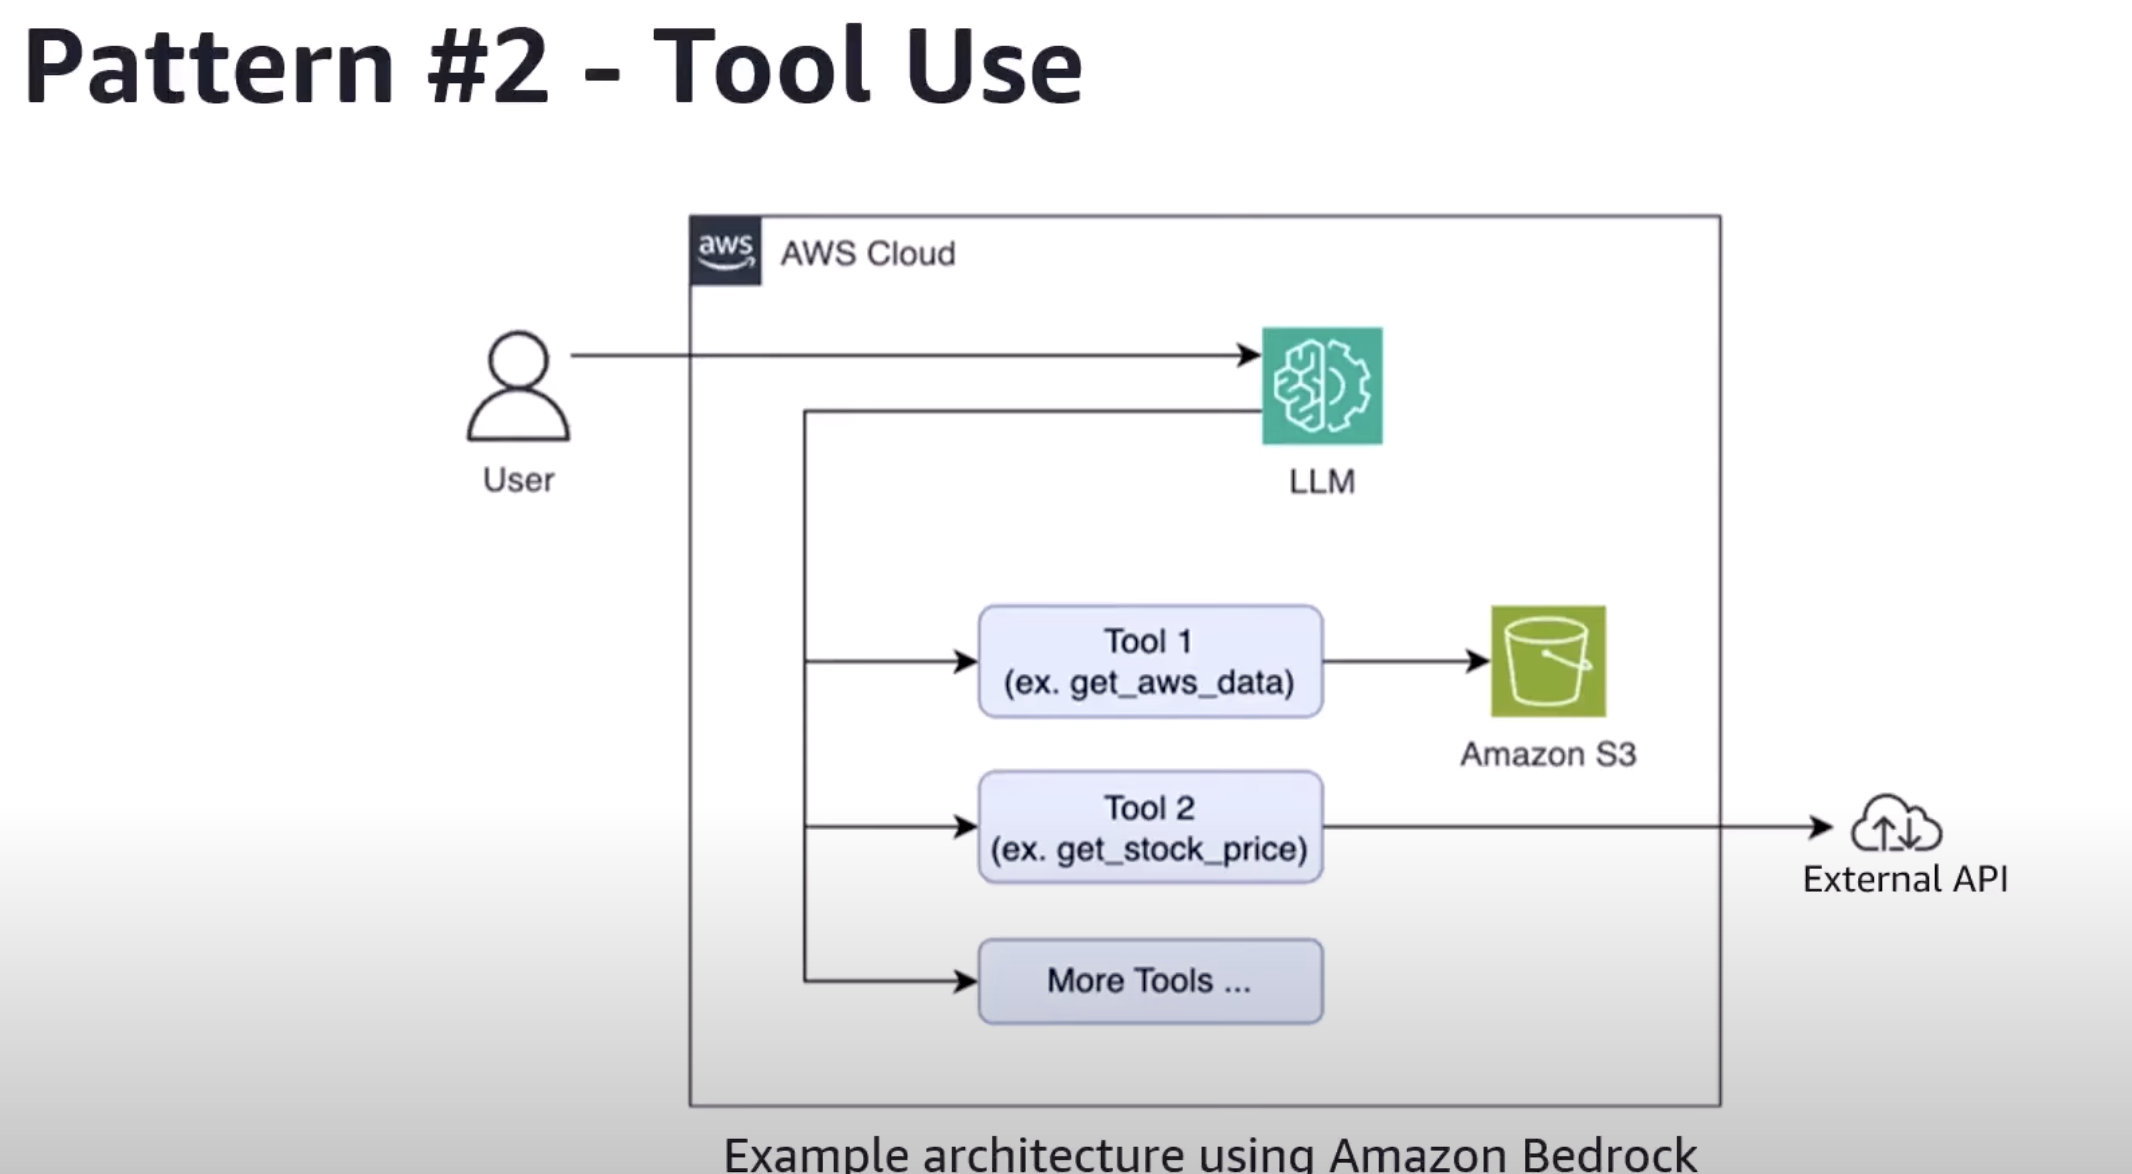 Pattern #2 - Tool Use
aws
AWS Cloud
User
LLM
Tool 1
(ex. get_aws_data)
Amazon S3
Tool 2
(ex. get_stock_price)
External API
More Tools ...
Example architecture using Amazon Bedrock